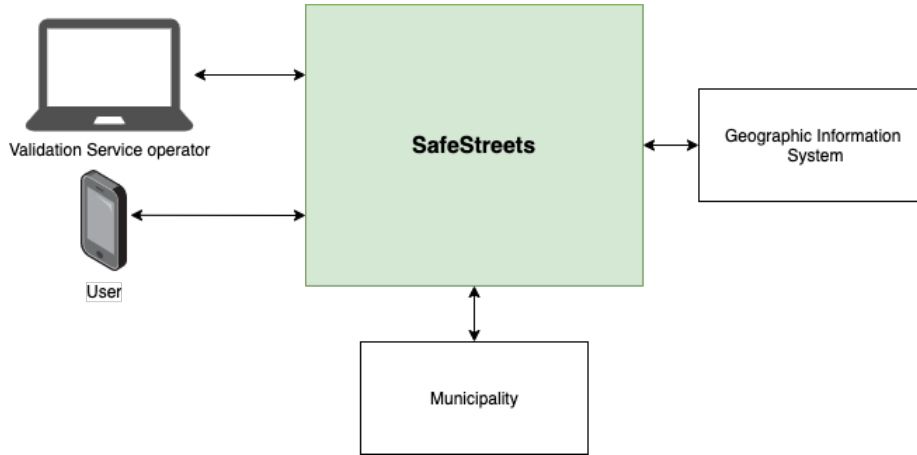 SafeStreets
Validation Service operator
Geographic Information
System
User
Municipality